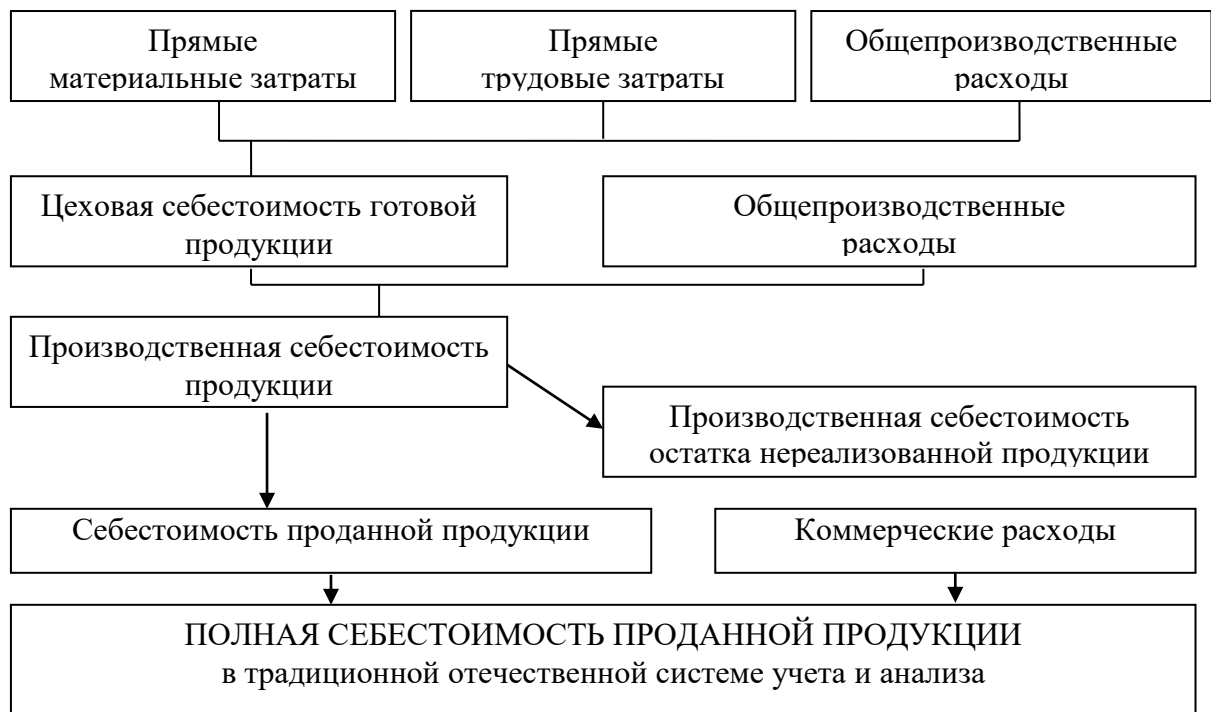 Прямые
материальные затраты
Прямые
трудовые затраты
Общепроизводственные
расходы
Цеховая себестоимость готовой
продукции
Общепроизводственные
расходы
Производственная себестоимость
продукции
Производственная себестоимость
остатка нереализованной продукции
Себестоимость проданной продукции
Коммерческие расходы
ПОЛНАЯ СЕБЕСТОИМОСТЬ ПРОДАННОЙ ПРОДУКЦИИ
в традиционной отечественной системе учета и анализа